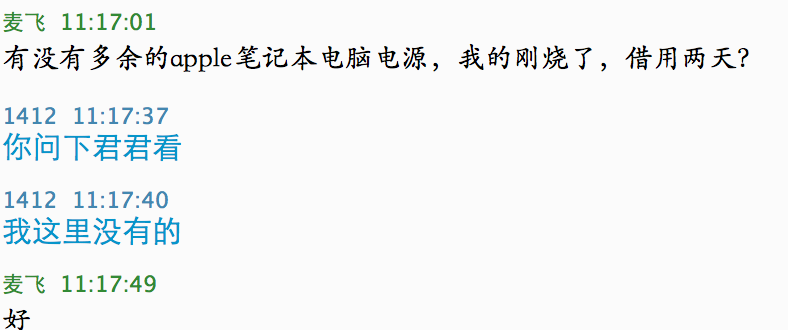 麦飞 11:17:01
有没有多余的apple笔记本电脑电源，我的刚烧了，借用两天？
1412 11:17:37
你问下君君看
1412 11:17:40
我这里没有的
麦飞 11:17:49
好